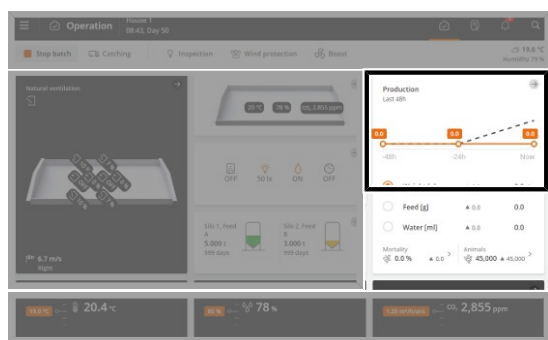 Operation
House 1
08:43, Day 50
Stop batch
Catching
Inspection
Wind protection
Boost
19.6 °C
Humidity 79 %
Natural ventilation
6.7 m/s
Right
20 °C
78 %
CO₂ 2,855 ppm
OFF
50 lx
ON
OFF
Silo 1, Feed
A
5.000 t
999 days
Silo 2, Feed
B
3.000 t
999 days
Production
Last 48h
0.0
0.0
0.0
-48h
-24h
Now
Feed [g]
▲ 0.0
0.0
Water [ml]
▲ 0.0
0.0
Mortality
0.0 %
▲ 0.0
Animals
45,000
▲ 45,000
19.0 °C
20.4 °C
80 %
78 %
CO₂ 2,855 ppm